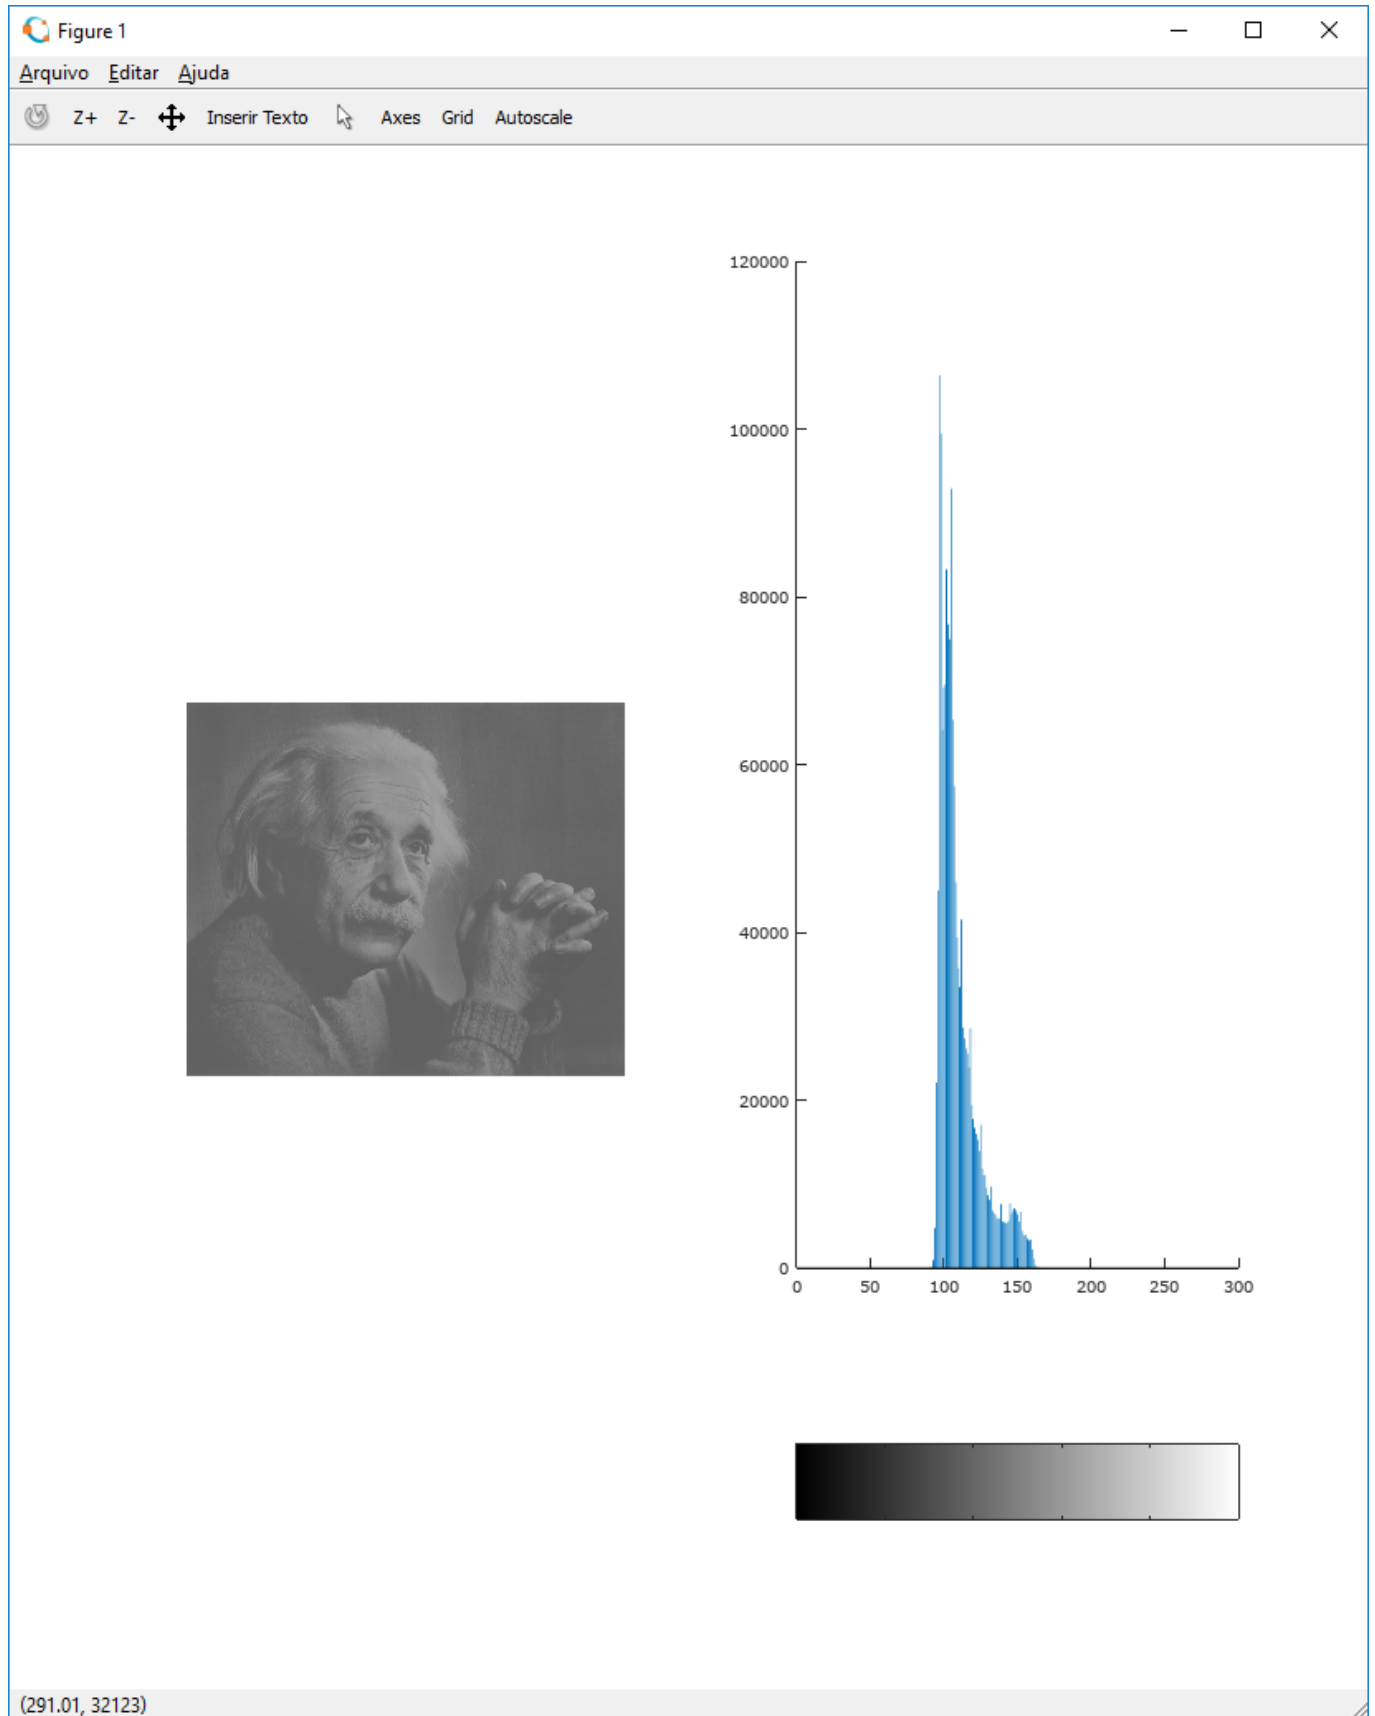 Figure 1
Arquivo Editar Ajuda
Z+ Z- Inserir Texto Axes Grid Autoscale
120000
100000
80000
60000
40000
20000
0
0 50 100 150 200 250 300
(291.01, 32123)